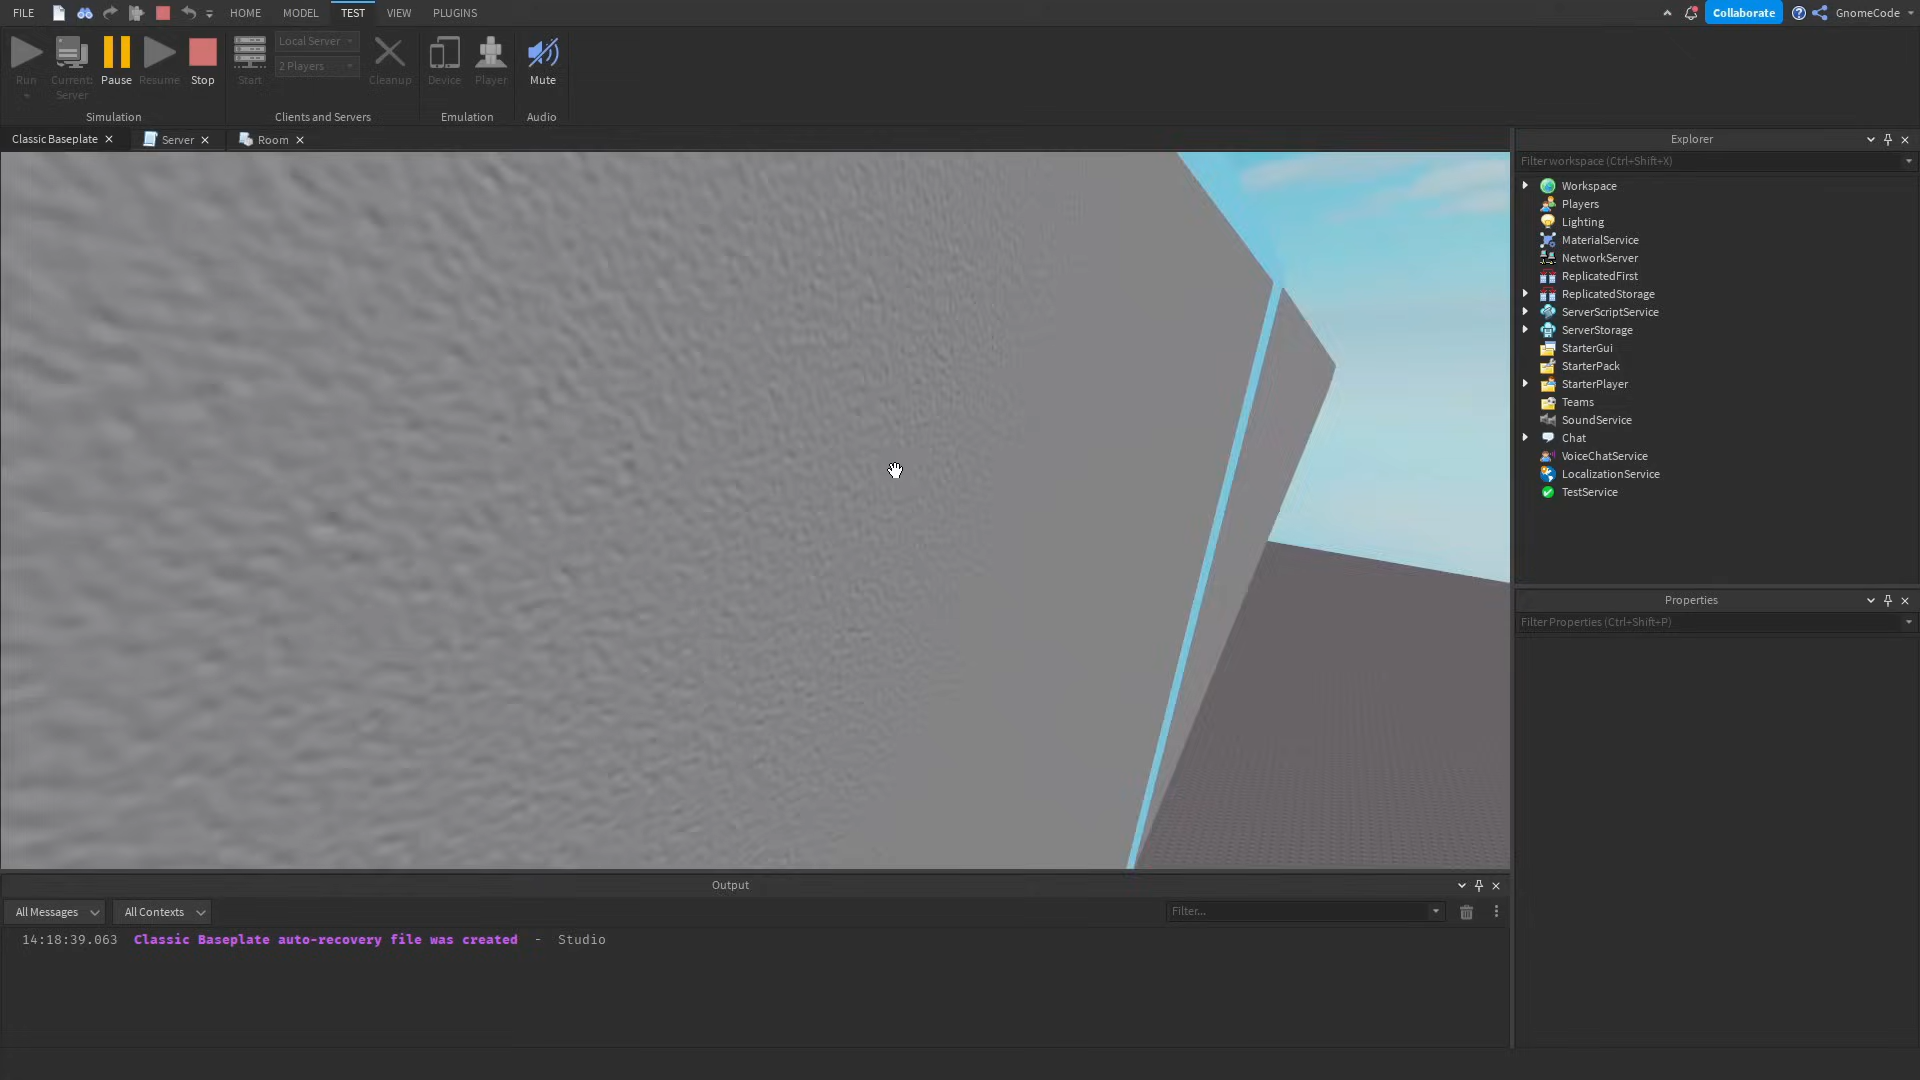 FILE HOME MODEL TEST VIEW PLUGINS Collaborate GnomeCode
Run Current: Server Pause Resume Stop Start Local Server 2 Players Cleanup Device Player Mute
Simulation Clients and Servers Emulation Audio
Classic Baseplate Server Room
Explorer
Filter workspace (Ctrl+Shift+X)
Workspace
Players
Lighting
MaterialService
NetworkServer
ReplicatedFirst
ReplicatedStorage
ServerScriptService
ServerStorage
StarterGui
StarterPack
StarterPlayer
Teams
SoundService
Chat
VoiceChatService
LocalizationService
TestService
Properties
Filter Properties (Ctrl+Shift+P)
Output
All Messages All Contexts Filter...
14:18:39.063 Classic Baseplate auto-recovery file was created - Studio